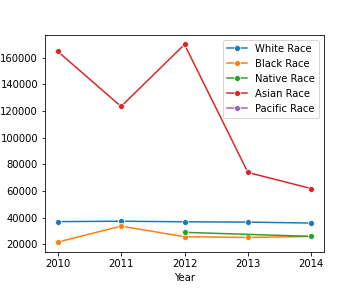 White Race
Black Race
Native Race
Asian Race
Pacific Race
160000
140000
120000
100000
80000
60000
40000
20000
2010 2011 2012 2013 2014
Year